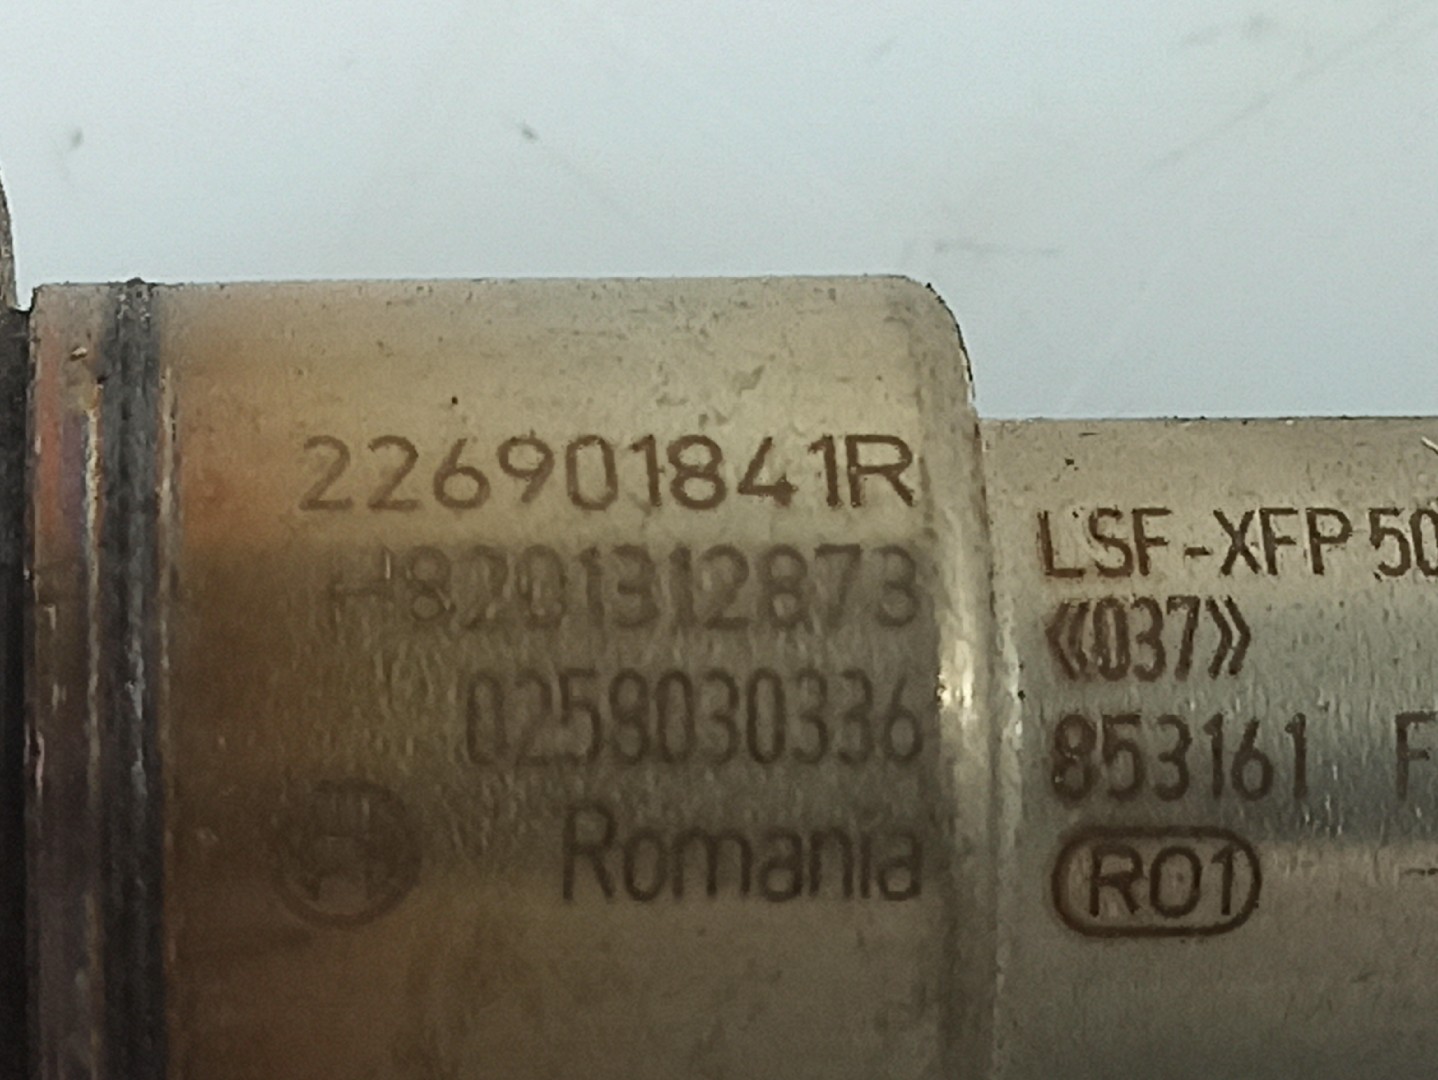 226901841R
H8201312873
0258030336
Romania
LSF-XFP 50
《037》
853161 F
R01